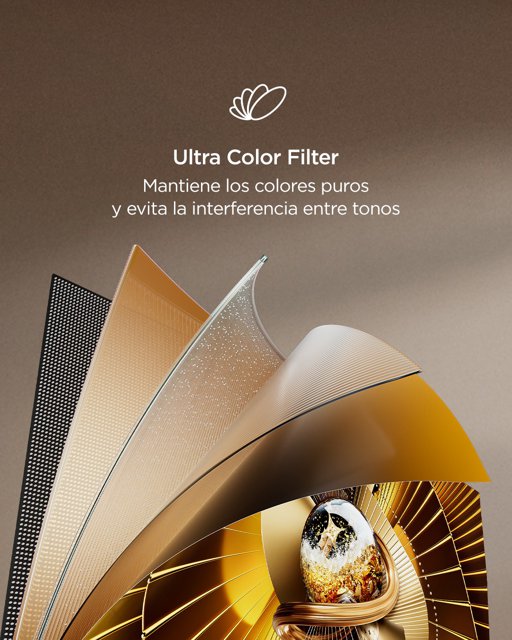 Ultra Color Filter
Mantiene los colores puros
y evita la interferencia entre tonos